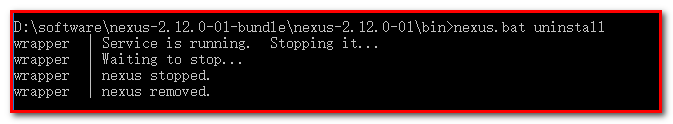 D:\software\nexus-2.12.0-01-bundle\nexus-2.12.0-01\bin>nexus.bat uninstall
wrapper  | Service is running.  Stopping it...
wrapper  | Waiting to stop...
wrapper  | nexus stopped.
wrapper  | nexus removed.